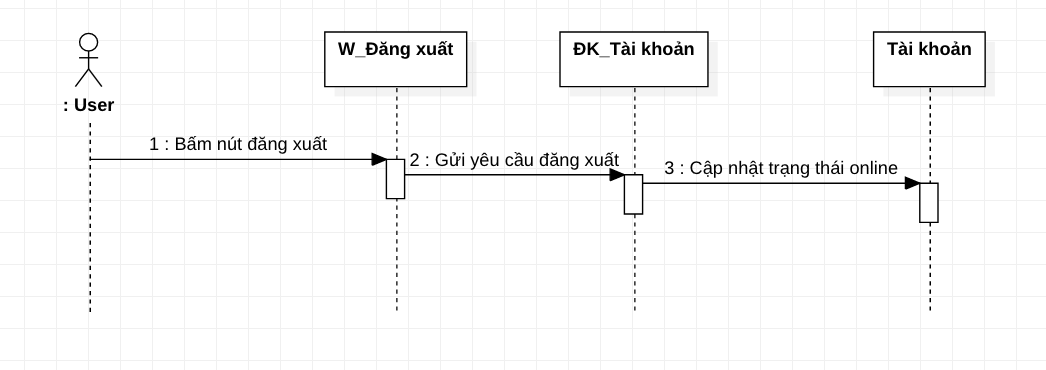 W_Đăng xuất
ĐK_Tài khoản
Tài khoản
: User
1 : Bấm nút đăng xuất
2 : Gửi yêu cầu đăng xuất
3 : Cập nhật trạng thái online